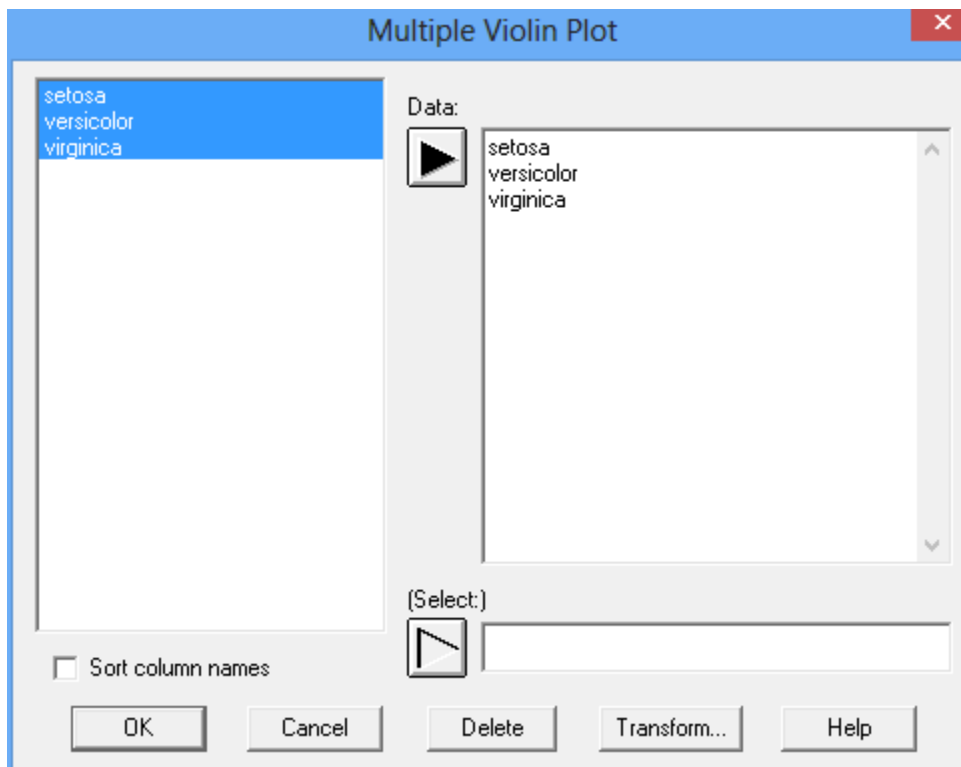 Multiple Violin Plot
setosa
versicolor
virginica
Data:
setosa
versicolor
virginica
(Select:)
Sort column names
OK
Cancel
Delete
Transform...
Help